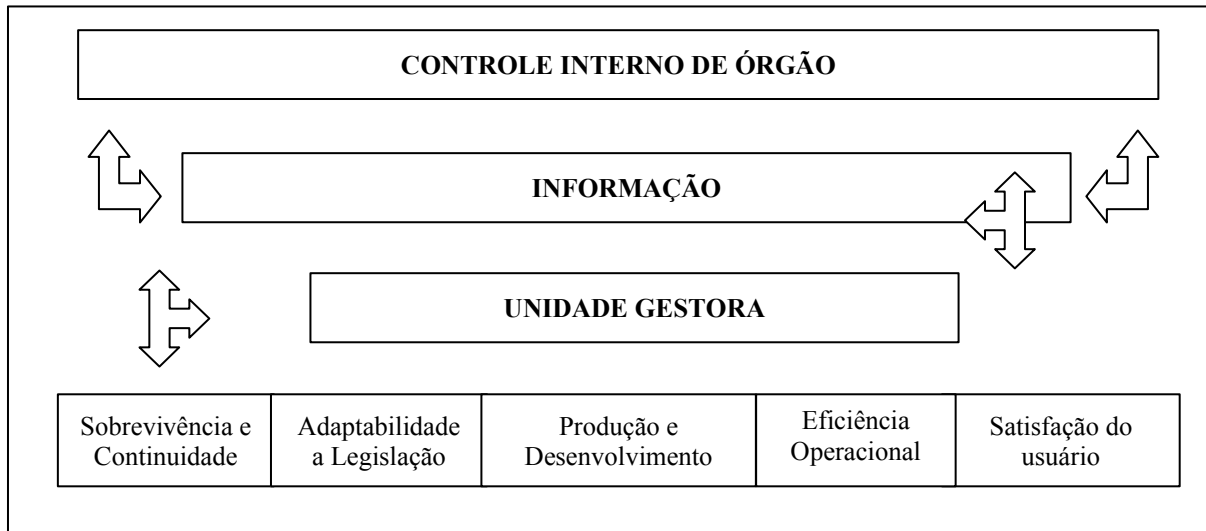 CONTROLE INTERNO DE ÓRGÃO
INFORMAÇÃO
UNIDADE GESTORA
Sobrevivência e
Continuidade
Adaptabilidade
a Legislação
Produção e
Desenvolvimento
Eficiência
Operacional
Satisfação do
usuário